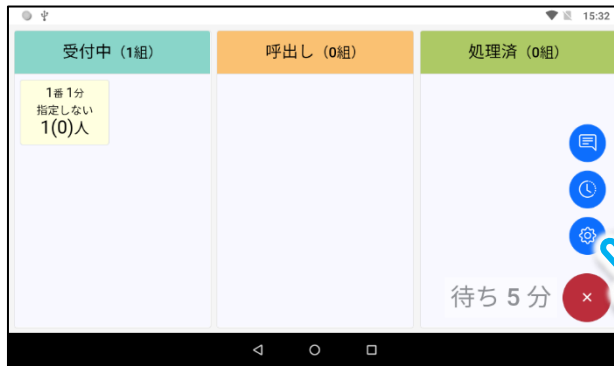 15:32
受付中（1組）
呼出し（0組）
処理済（0組）
1番 1分
指定しない
1(0)人
待ち 5 分